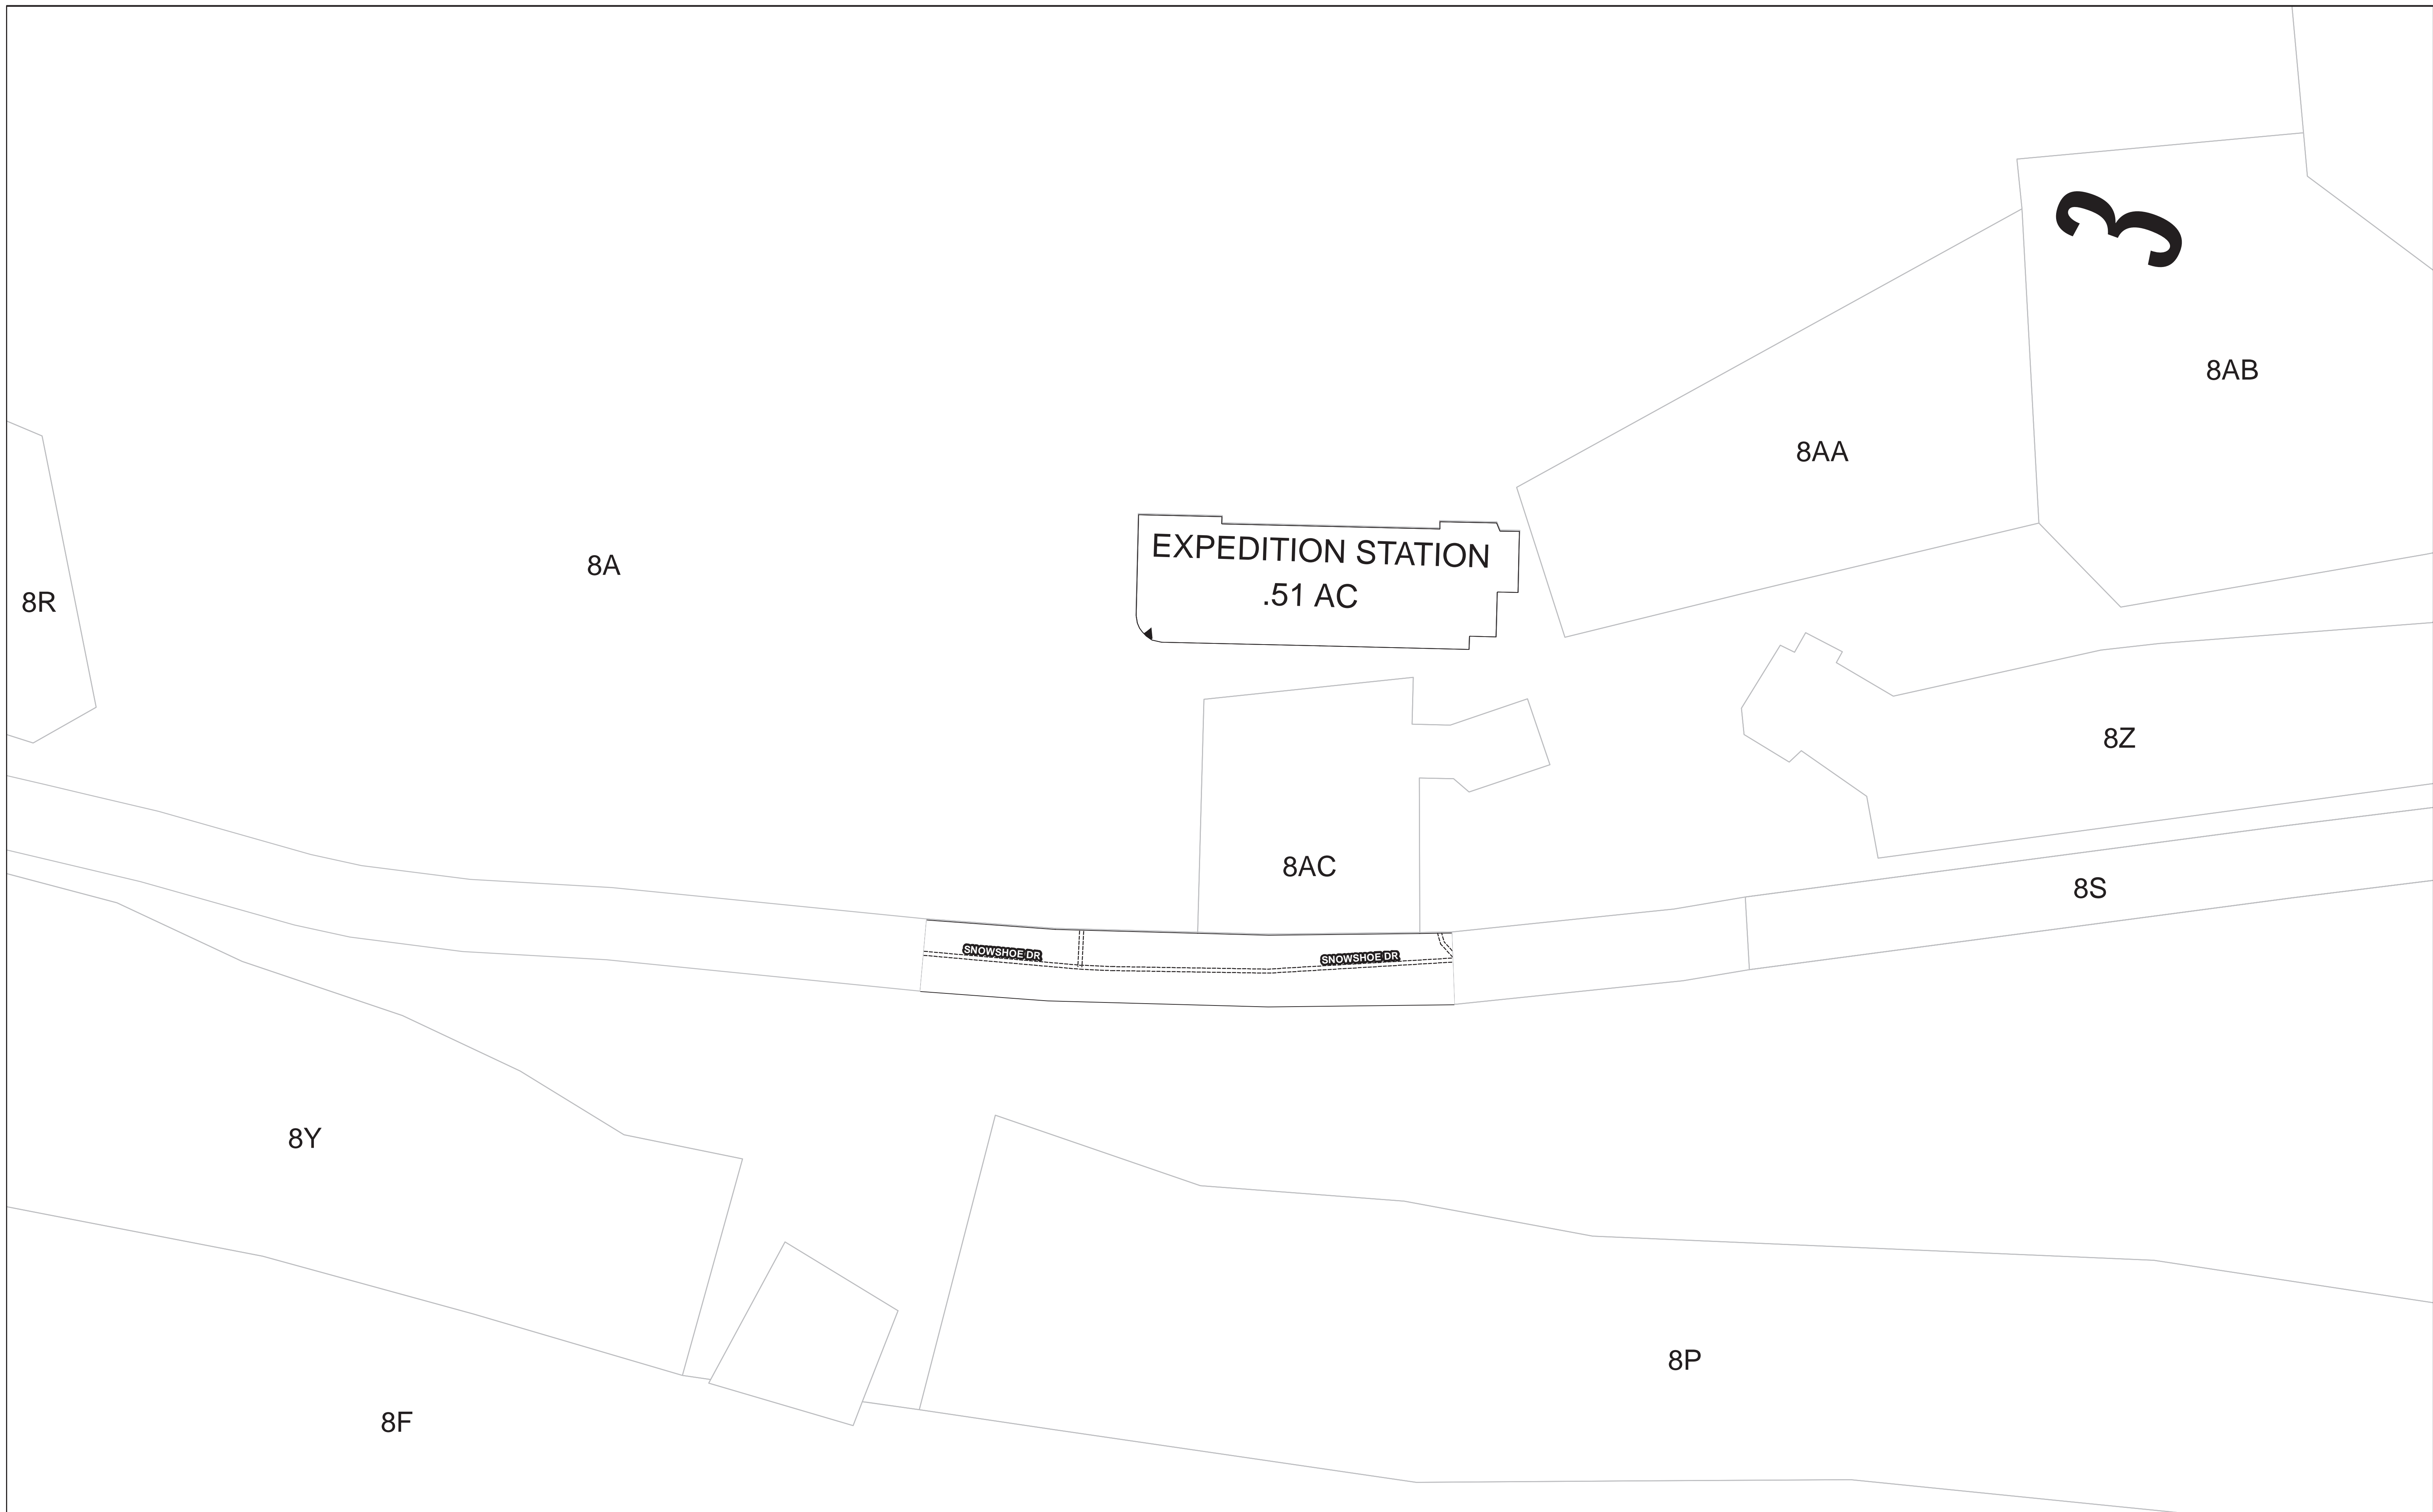 3
8AB
8AA
EXPEDITION STATION
.51 AC
8A
8R
8Z
8AC
8S
SNOWSHOE DR
SNOWSHOE DR
8Y
8P
8F